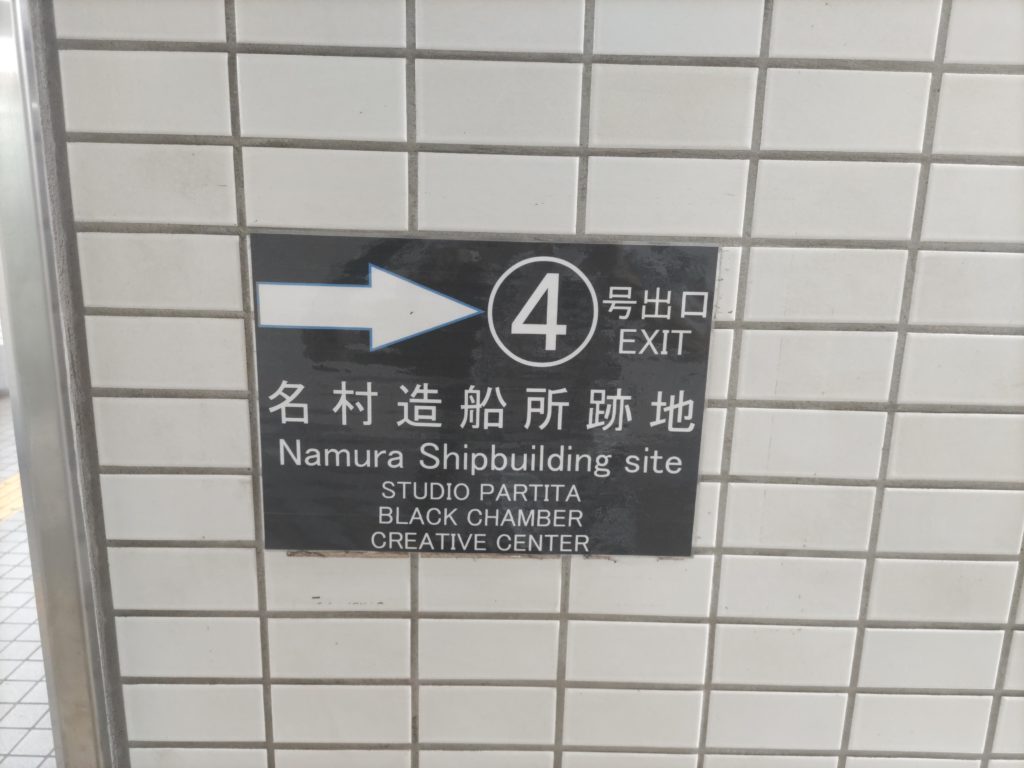 ④号出口
EXIT
名村造船所跡地
Namura Shipbuilding site
STUDIO PARTITA
BLACK CHAMBER
CREATIVE CENTER